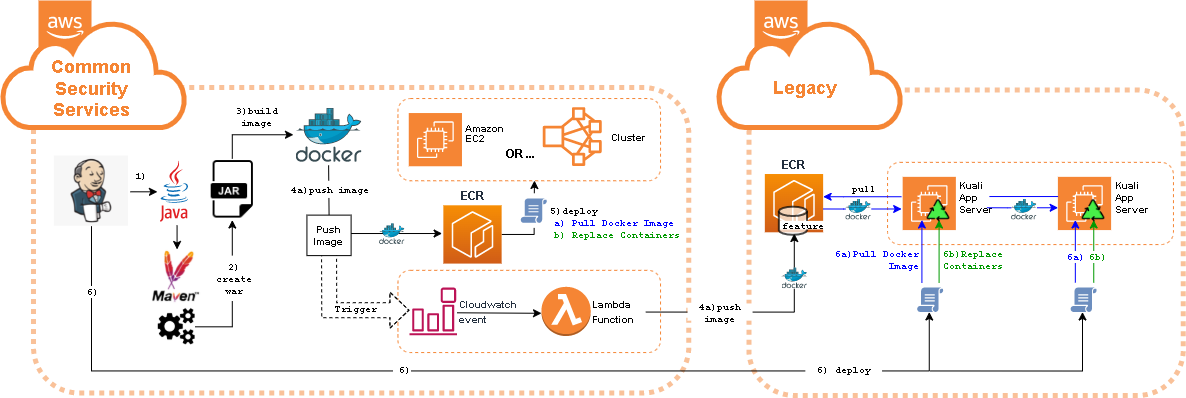 aws
Common
Security
Services
aws
Legacy
3)build
image
docker
Amazon
EC2
OR ...
Cluster
1)
Java
JAR
4a)push image
ECR
5)deploy
a) Pull Docker Image
b) Replace Containers
Push
Image
docker
2)
create
war
Maven™
6)
Trigger
Cloudwatch
event
Lambda
Function
4a)push
image
6)
6) deploy
ECR
feature
pull
docker
Kuali
App
Server
docker
Kuali
App
Server
6a)Pull Docker
Image
6b)Replace
Containers
6a)
6b)
docker